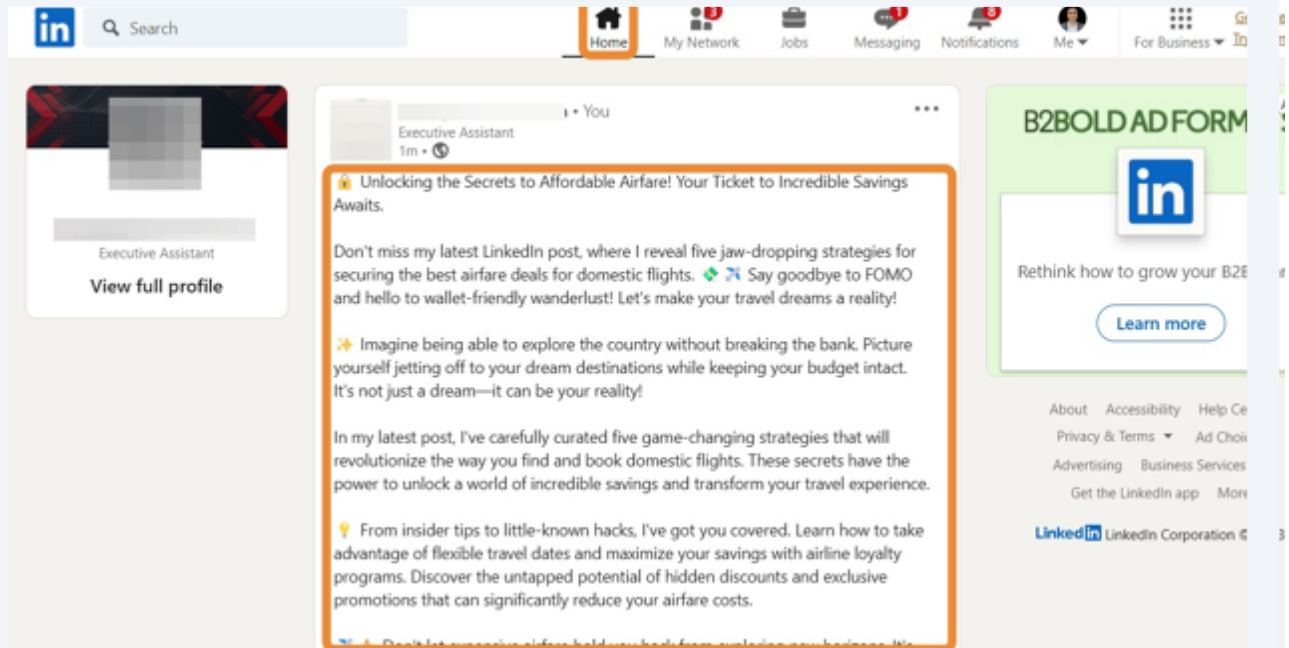 in
Search
Home
3
My Network
Jobs
1
Messaging
8
Notifications
Me
For Business
• You
Executive Assistant
1m •
🔒 Unlocking the Secrets to Affordable Airfare! Your Ticket to Incredible Savings
Awaits.
Don't miss my latest LinkedIn post, where I reveal five jaw-dropping strategies for
securing the best airfare deals for domestic flights. 💸 ✈️ Say goodbye to FOMO
and hello to wallet-friendly wanderlust! Let's make your travel dreams a reality!
✨ Imagine being able to explore the country without breaking the bank. Picture
yourself jetting off to your dream destinations while keeping your budget intact.
It's not just a dream—it can be your reality!
In my latest post, I've carefully curated five game-changing strategies that will
revolutionize the way you find and book domestic flights. These secrets have the
power to unlock a world of incredible savings and transform your travel experience.
💡 From insider tips to little-known hacks, I've got you covered. Learn how to take
advantage of flexible travel dates and maximize your savings with airline loyalty
programs. Discover the untapped potential of hidden discounts and exclusive
promotions that can significantly reduce your airfare costs.
Executive Assistant
View full profile
B2BOLD AD FORM
in
Rethink how to grow your B2B
Learn more
About Accessibility Help Ce
Privacy & Terms Ad Choi
Advertising Business Services
Get the LinkedIn app More
Linked in LinkedIn Corporation ©